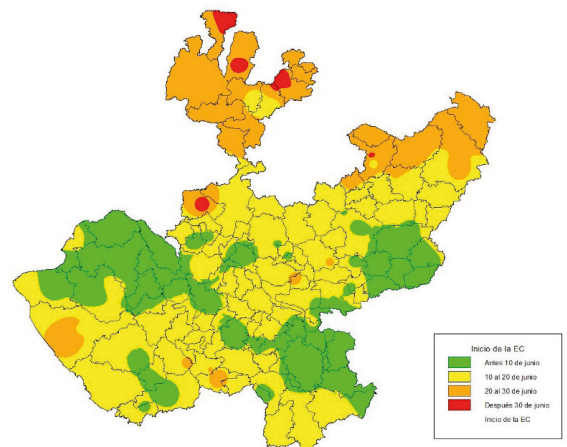 Inicio de la EC
Antes 10 de junio
10 al 20 de junio
20 al 30 de junio
Después 30 de junio
Inicio de la EC